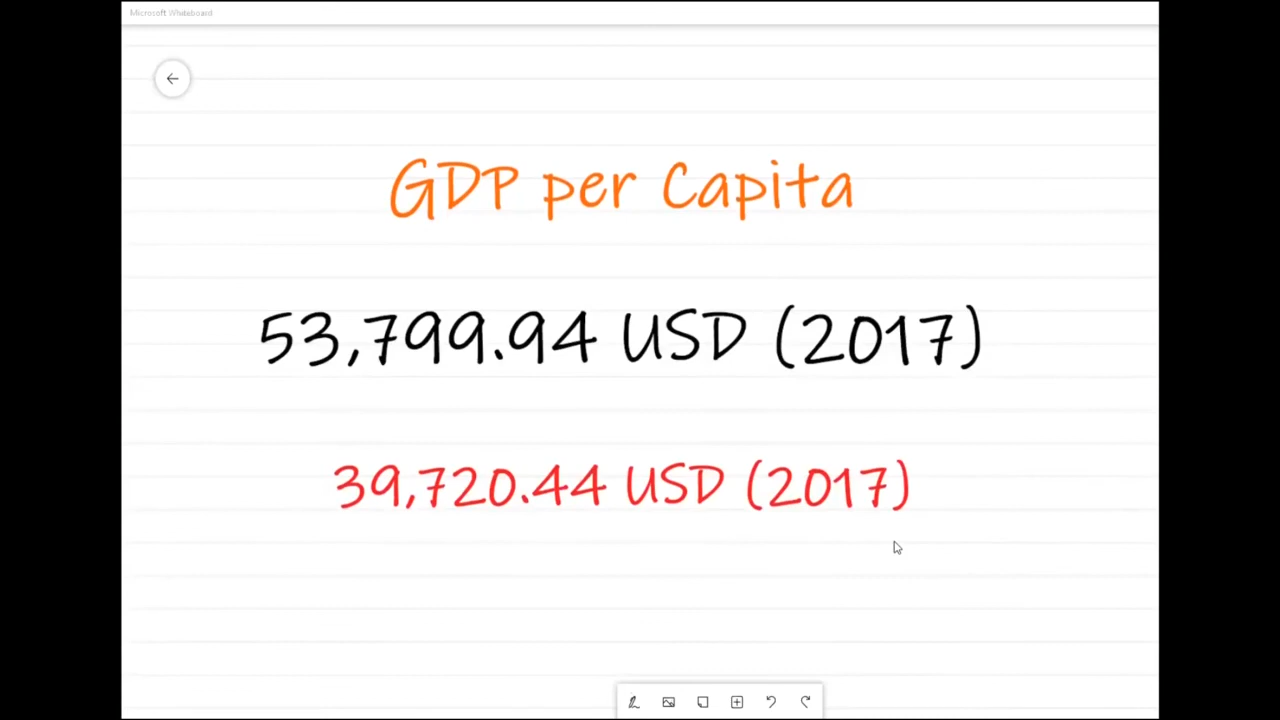 Microsoft Whiteboard
GDP per Capita
53,799.94 USD (2017)
39,720.44 USD (2017)